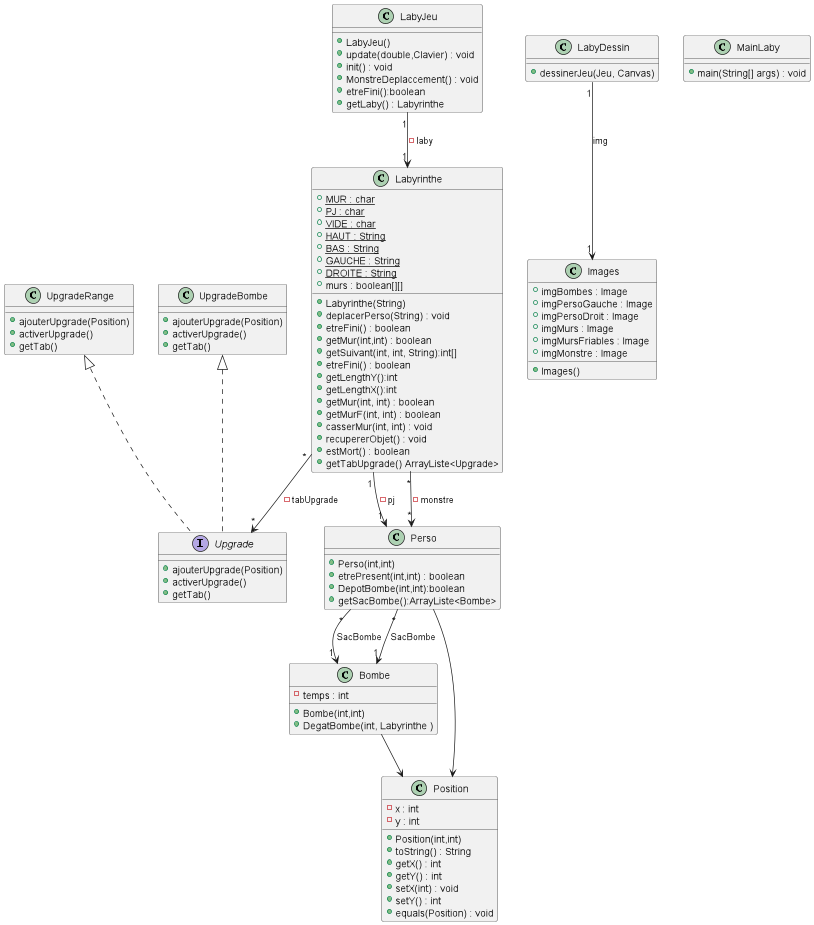 C LabyJeu
LabyJeu()
update(double,Clavier) : void
init() : void
MonstreDeplaccement() : void
etreFini():boolean
getLaby() : Labyrinthe
C LabyDessin
dessinerJeu(Jeu, Canvas)
C MainLaby
main(String[] args) : void
1
laby
1
1
img
1
C Labyrinthe
MUR : char
PJ : char
VIDE : char
HAUT : String
BAS : String
GAUCHE : String
DROITE : String
murs : boolean[][]
Labyrinthe(String)
deplacerPerso(String) : void
etreFini() : boolean
getMur(int,int) : boolean
getSuivant(int, int, String):int[]
etreFini() : boolean
getLengthY():int
getLengthX():int
getMur(int, int) : boolean
getMurF(int, int) : boolean
casserMur(int, int) : void
recupererObjet() : void
estMort() : boolean
getTabUpgrade() ArrayListe<Upgrade>
C Images
imgBombes : Image
imgPersoGauche : Image
imgPersoDroit : Image
imgMurs : Image
imgMursFriables : Image
imgMonstre : Image
Images()
C UpgradeRange
ajouterUpgrade(Position)
activerUpgrade()
getTab()
C UpgradeBombe
ajouterUpgrade(Position)
activerUpgrade()
getTab()
*
tabUpgrade
*
1
pj
1
*
monstre
*
I Upgrade
ajouterUpgrade(Position)
activerUpgrade()
getTab()
C Perso
Perso(int,int)
etrePresent(int,int) : boolean
DepotBombe(int,int):boolean
getSacBombe():ArrayListe<Bombe>
*
SacBombe
1
*
SacBombe
1
C Bombe
temps : int
Bombe(int,int)
DegatBombe(int, Labyrinthe )
C Position
x : int
y : int
Position(int,int)
toString() : String
getX() : int
getY() : int
setX(int) : void
setY() : int
equals(Position) : void